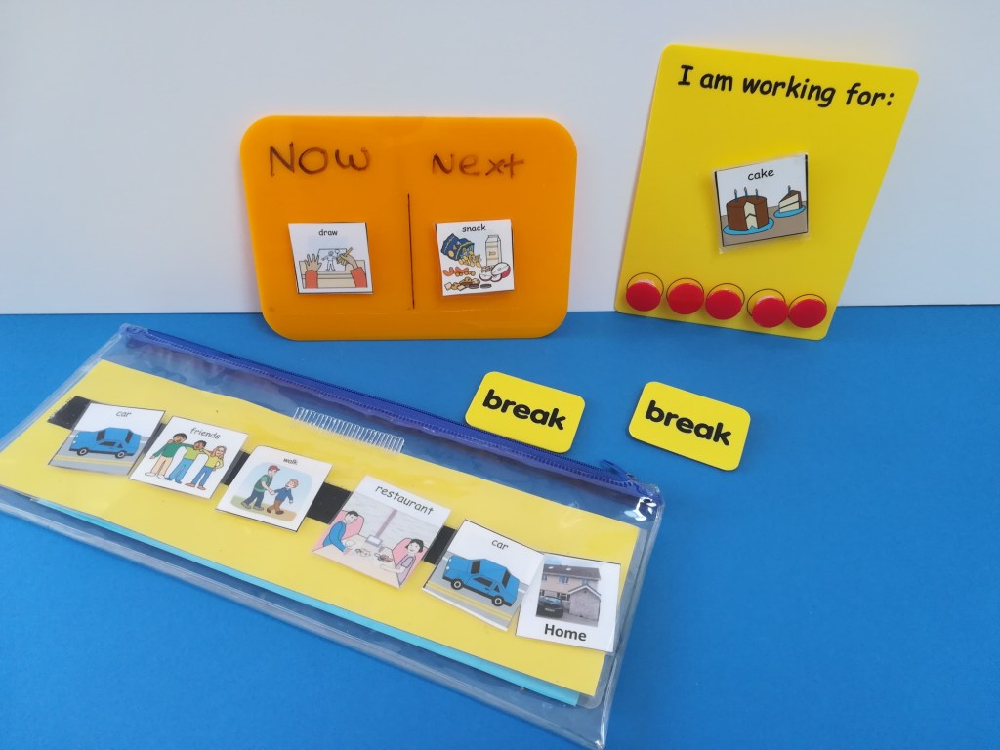 I am working for:
cake
NOW
Next
draw
snack
break
break
car
friends
walk
restaurant
car
Home